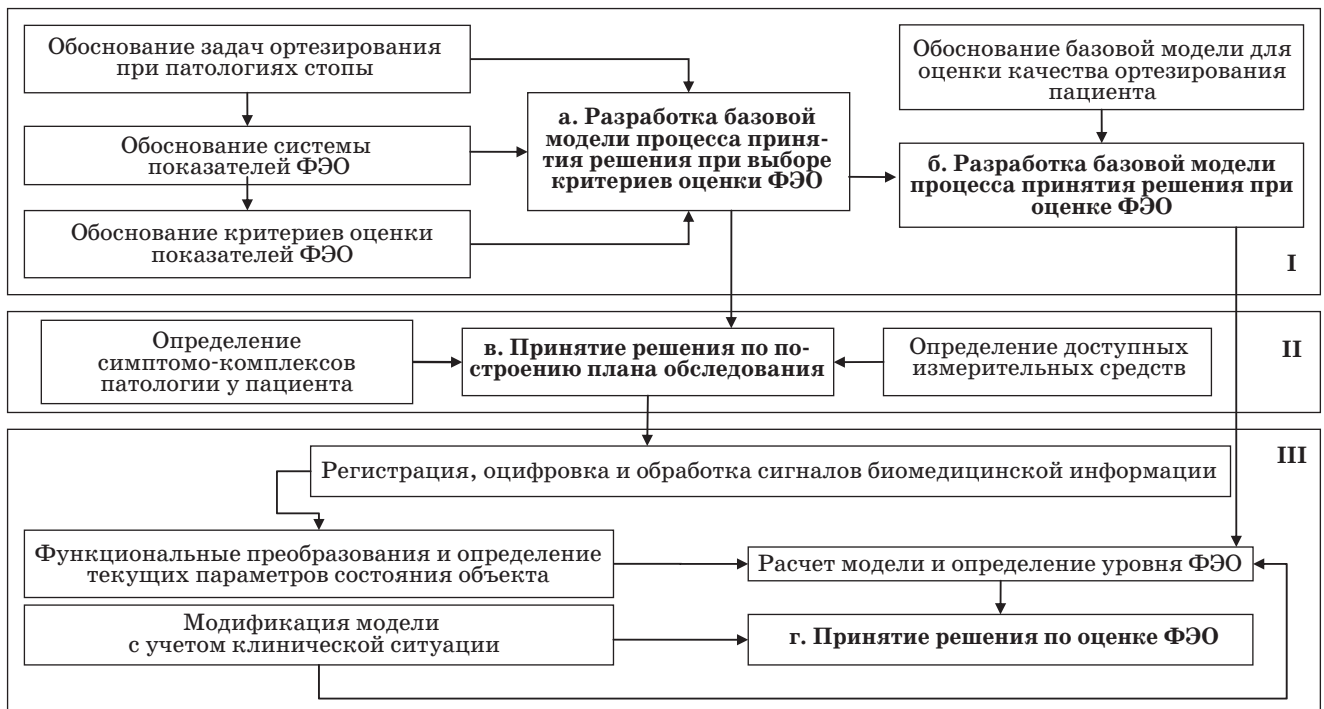 Обоснование задач ортезирования
при патологиях стопы
Обоснование системы
показателей ФЭО
Обоснование критериев оценки
показателей ФЭО
а. Разработка базовой
модели процесса приня-
тия решения при выборе
критериев оценки ФЭО
Обоснование базовой модели для
оценки качества ортезирования
пациента
б. Разработка базовой модели
процесса принятия решения при
оценке ФЭО
I
Определение
симптомо-комплексов
патологии у пациента
в. Принятие решения по по-
строению плана обследования
Определение доступных
измерительных средств
II
III
Регистрация, оцифровка и обработка сигналов биомедицинской информации
Функциональные преобразования и определение
текущих параметров состояния объекта
Расчет модели и определение уровня ФЭО
Модификация модели
с учетом клинической ситуации
г. Принятие решения по оценке ФЭО